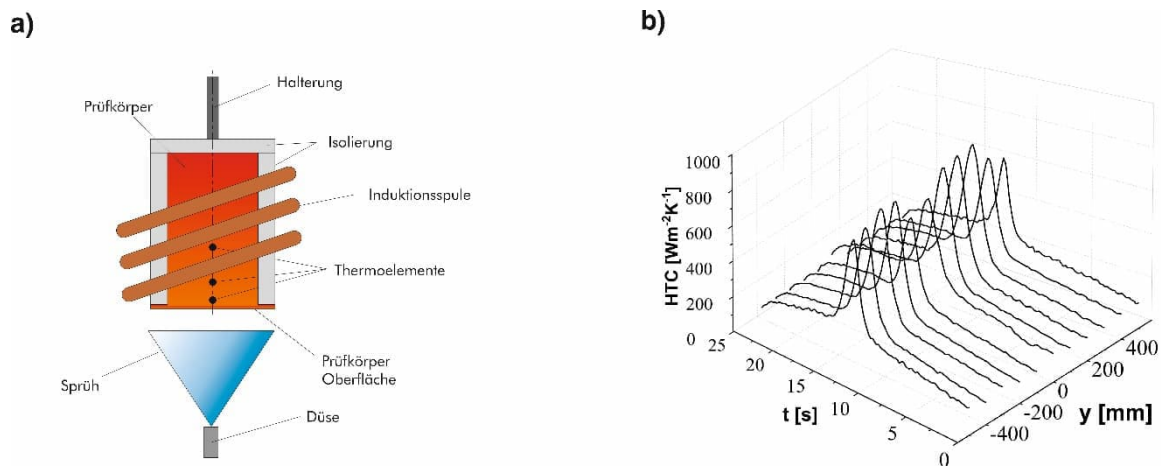 a)
Halterung
Prüfkörper
Isolierung
Induktionsspule
Thermoelemente
Prüfkörper
Oberfläche
Sprüh
Düse
b)
HTC [Wm-2K-1]
1000
800
600
400
200
0
25
20
15
10
5
0
t [s]
-400
-200
0
200
400
y [mm]